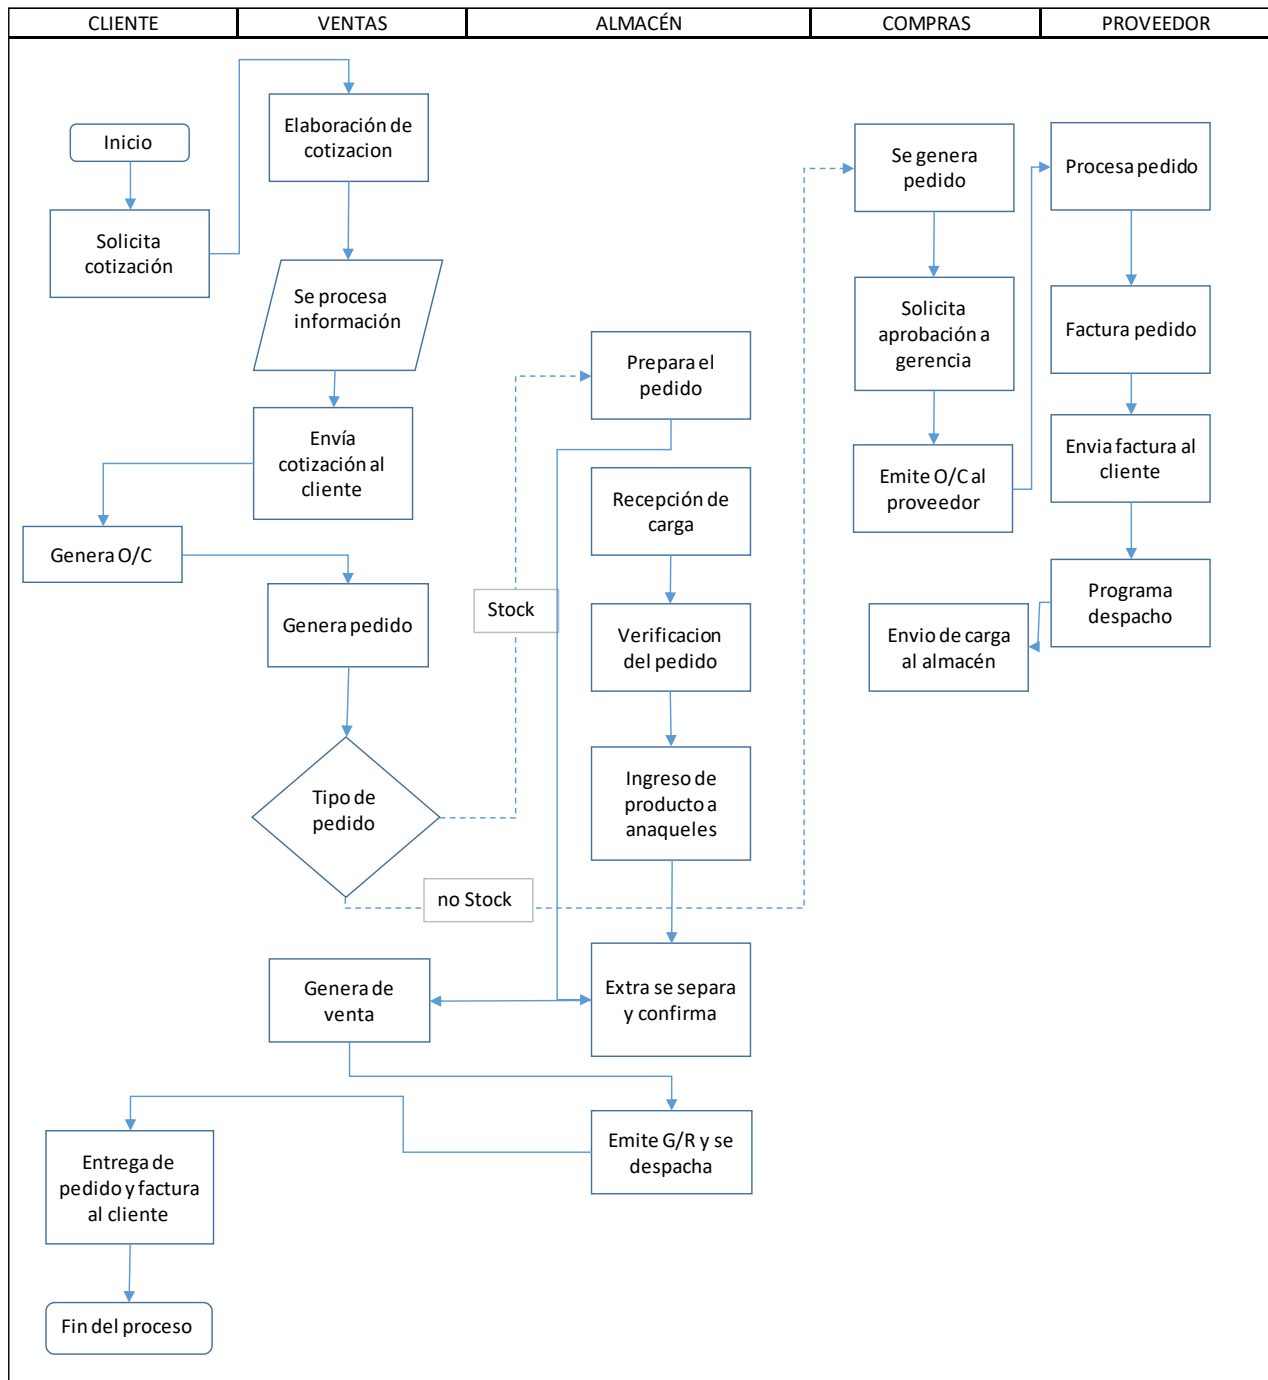 CLIENTE
VENTAS
ALMACÉN
COMPRAS
PROVEEDOR
Inicio
Solicita
cotización
Elaboración de
cotizacion
Se procesa
información
Envía
cotización al
cliente
Genera O/C
Genera pedido
Tipo de
pedido
Stock
no Stock
Prepara el
pedido
Recepción de
carga
Verificacion
del pedido
Ingreso de
producto a
anaqueles
Extra se separa
y confirma
Genera de
venta
Emite G/R y se
despacha
Entrega de
pedido y factura
al cliente
Fin del proceso
Se genera
pedido
Solicita
aprobación a
gerencia
Emite O/C al
proveedor
Envio de carga
al almacén
Procesa pedido
Factura pedido
Envia factura al
cliente
Programa
despacho